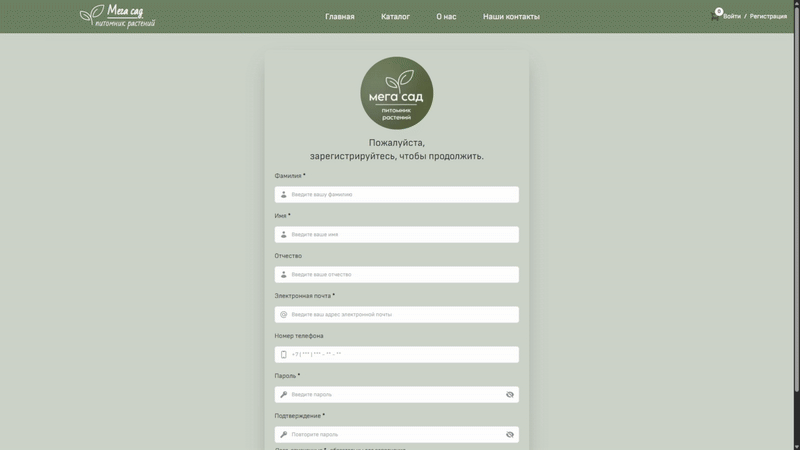 Мега сад
питомник растений
Главная
Каталог
О нас
Наши контакты
0
Войти / Регистрация
мега сад
питомник
растений
Пожалуйста,
зарегистрируйтесь, чтобы продолжить.
Фамилия *
Введите вашу фамилию
Имя *
Введите ваше имя
Отчество
Введите ваше отчество
Электронная почта *
Введите ваш адрес электронной почты
Номер телефона
+7 ( *** ) *** - ** - **
Пароль *
Введите пароль
Подтверждение *
Повторите пароль